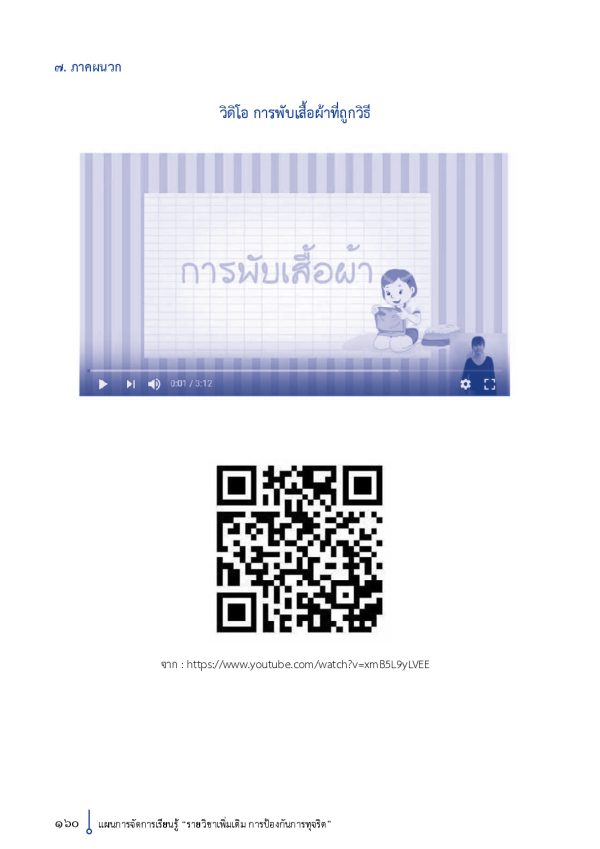 ๗. ภาคผนวก
วิดิโอ การพับเสื้อผ้าที่ถูกวิธี
การพับเสื้อผ้า
0:01 / 3:12
จาก : https://www.youtube.com/watch?v=xmB5L9yLVEE
๑๖๐ แผนการจัดการเรียนรู้ “รายวิชาเพิ่มเติม การป้องกันการทุจริต”